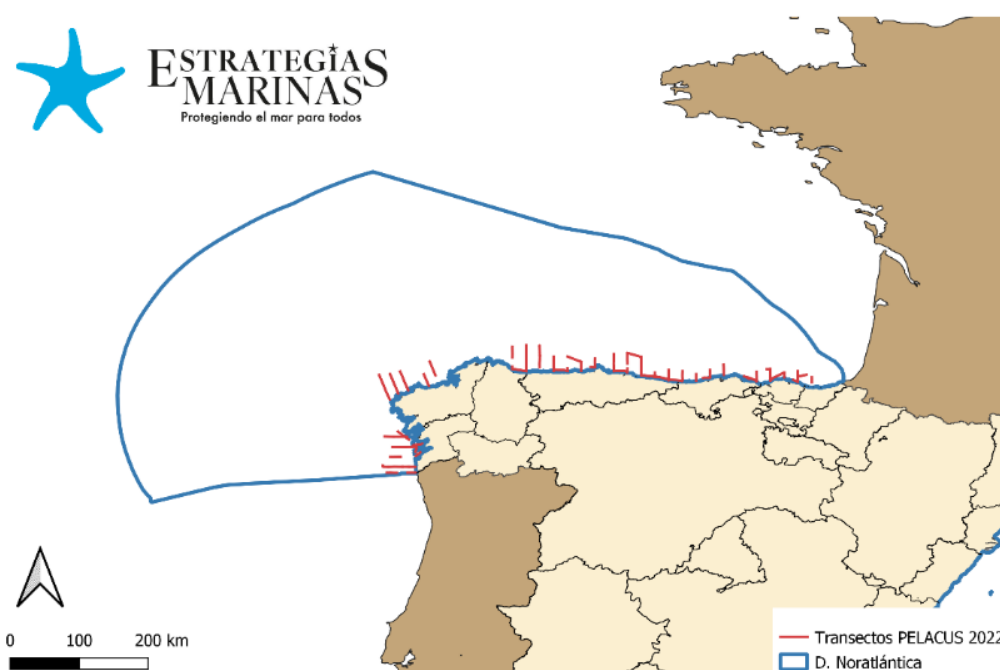 ESTRATEGIAS
MARINAS
Protegiendo el mar para todos
0 100 200 km
Transectos PELACUS 2022
D. Noratlántica